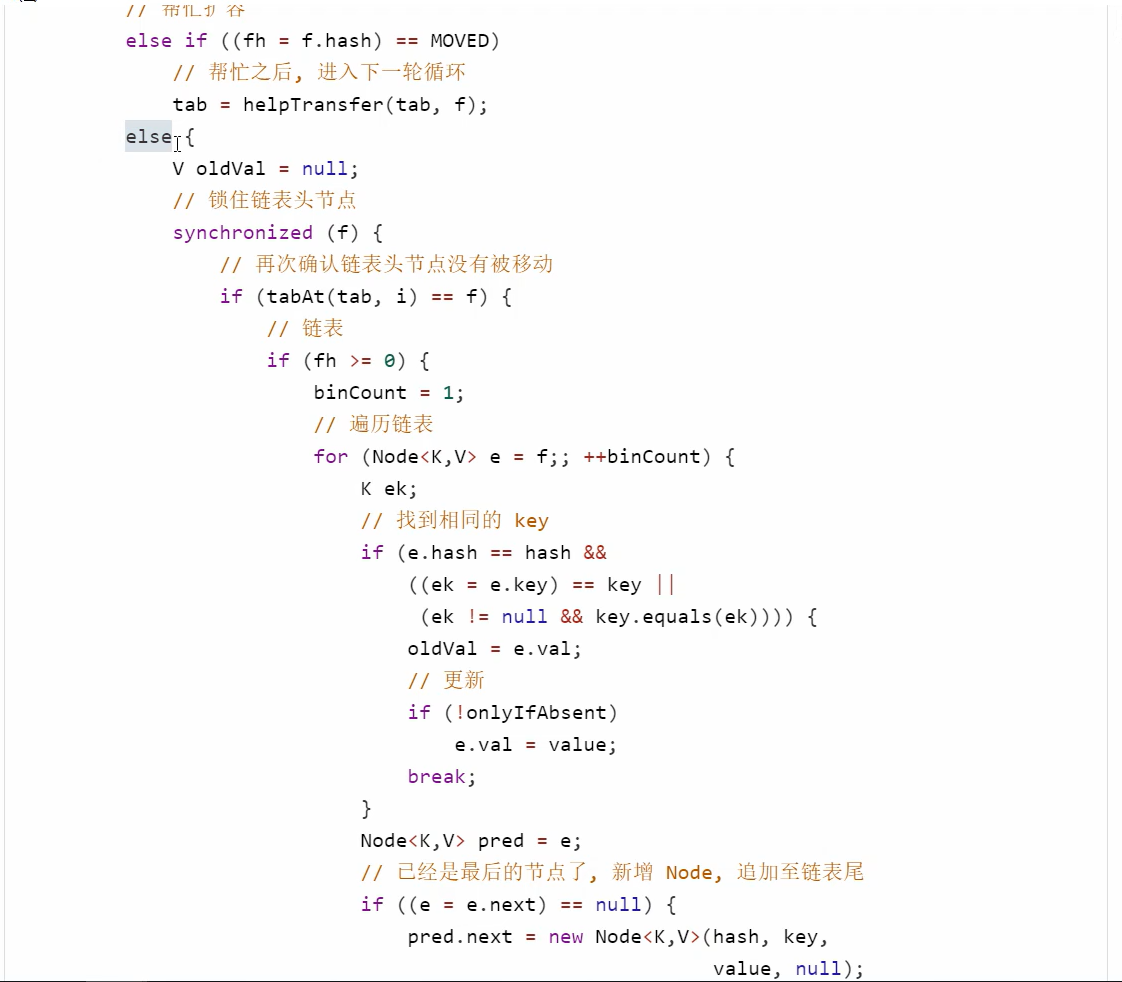 // 帮忙扩容
else if ((fh = f.hash) == MOVED)
// 帮忙之后, 进入下一轮循环
tab = helpTransfer(tab, f);
else {
V oldVal = null;
// 锁住链表头节点
synchronized (f) {
// 再次确认链表头节点没有被移动
if (tabAt(tab, i) == f) {
// 链表
if (fh >= 0) {
binCount = 1;
// 遍历链表
for (Node<K,V> e = f;; ++binCount) {
K ek;
// 找到相同的 key
if (e.hash == hash &&
((ek = e.key) == key ||
(ek != null && key.equals(ek)))) {
oldVal = e.val;
// 更新
if (!onlyIfAbsent)
e.val = value;
break;
}
Node<K,V> pred = e;
// 已经是最后的节点了, 新增 Node, 追加至链表尾
if ((e = e.next) == null) {
pred.next = new Node<K,V>(hash, key,
value, null);